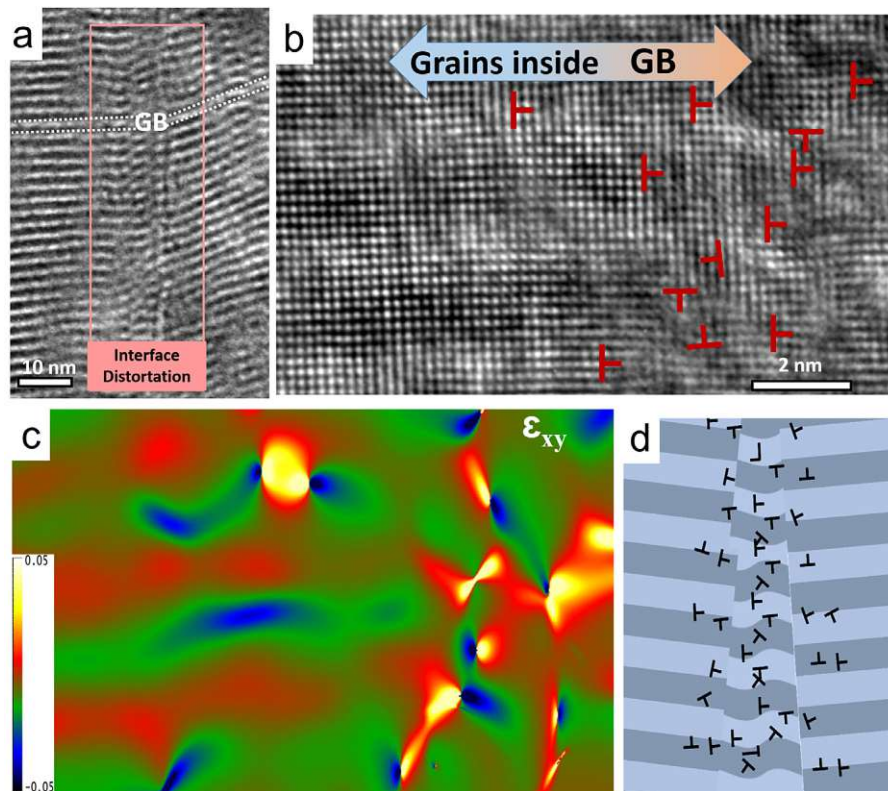 a
GB
Interface
Distortation
10 nm
b
Grains inside GB
2 nm
c
εxy
0.05
-0.05
d